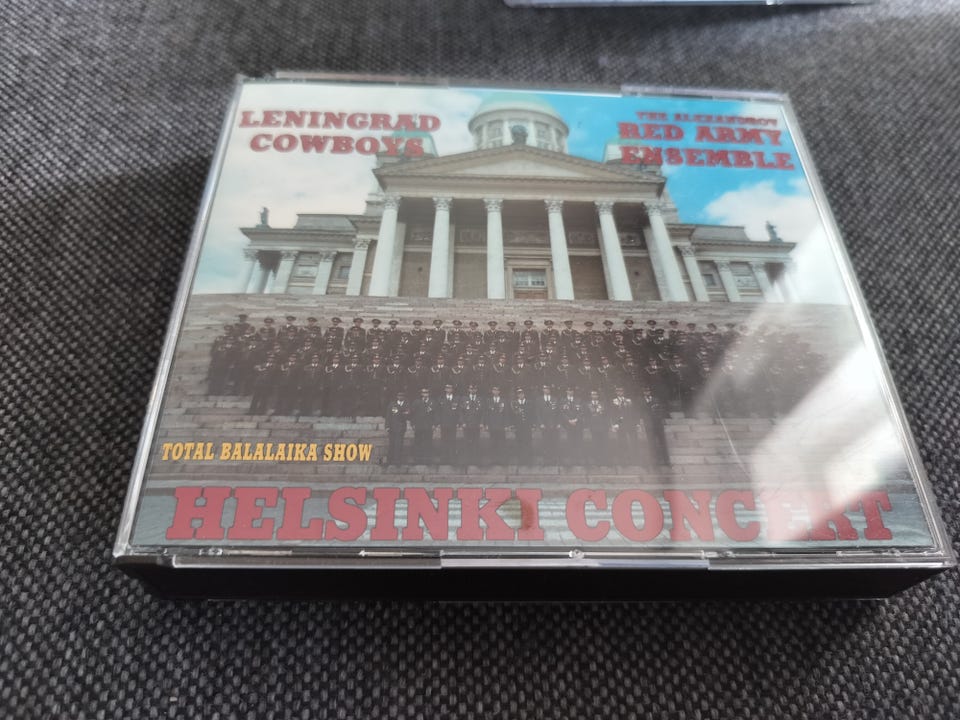 LENINGRAD
COWBOYS
THE ALEXANDROV
RED ARMY
ENSEMBLE
TOTAL BALALAIKA SHOW
HELSINKI CONCERT